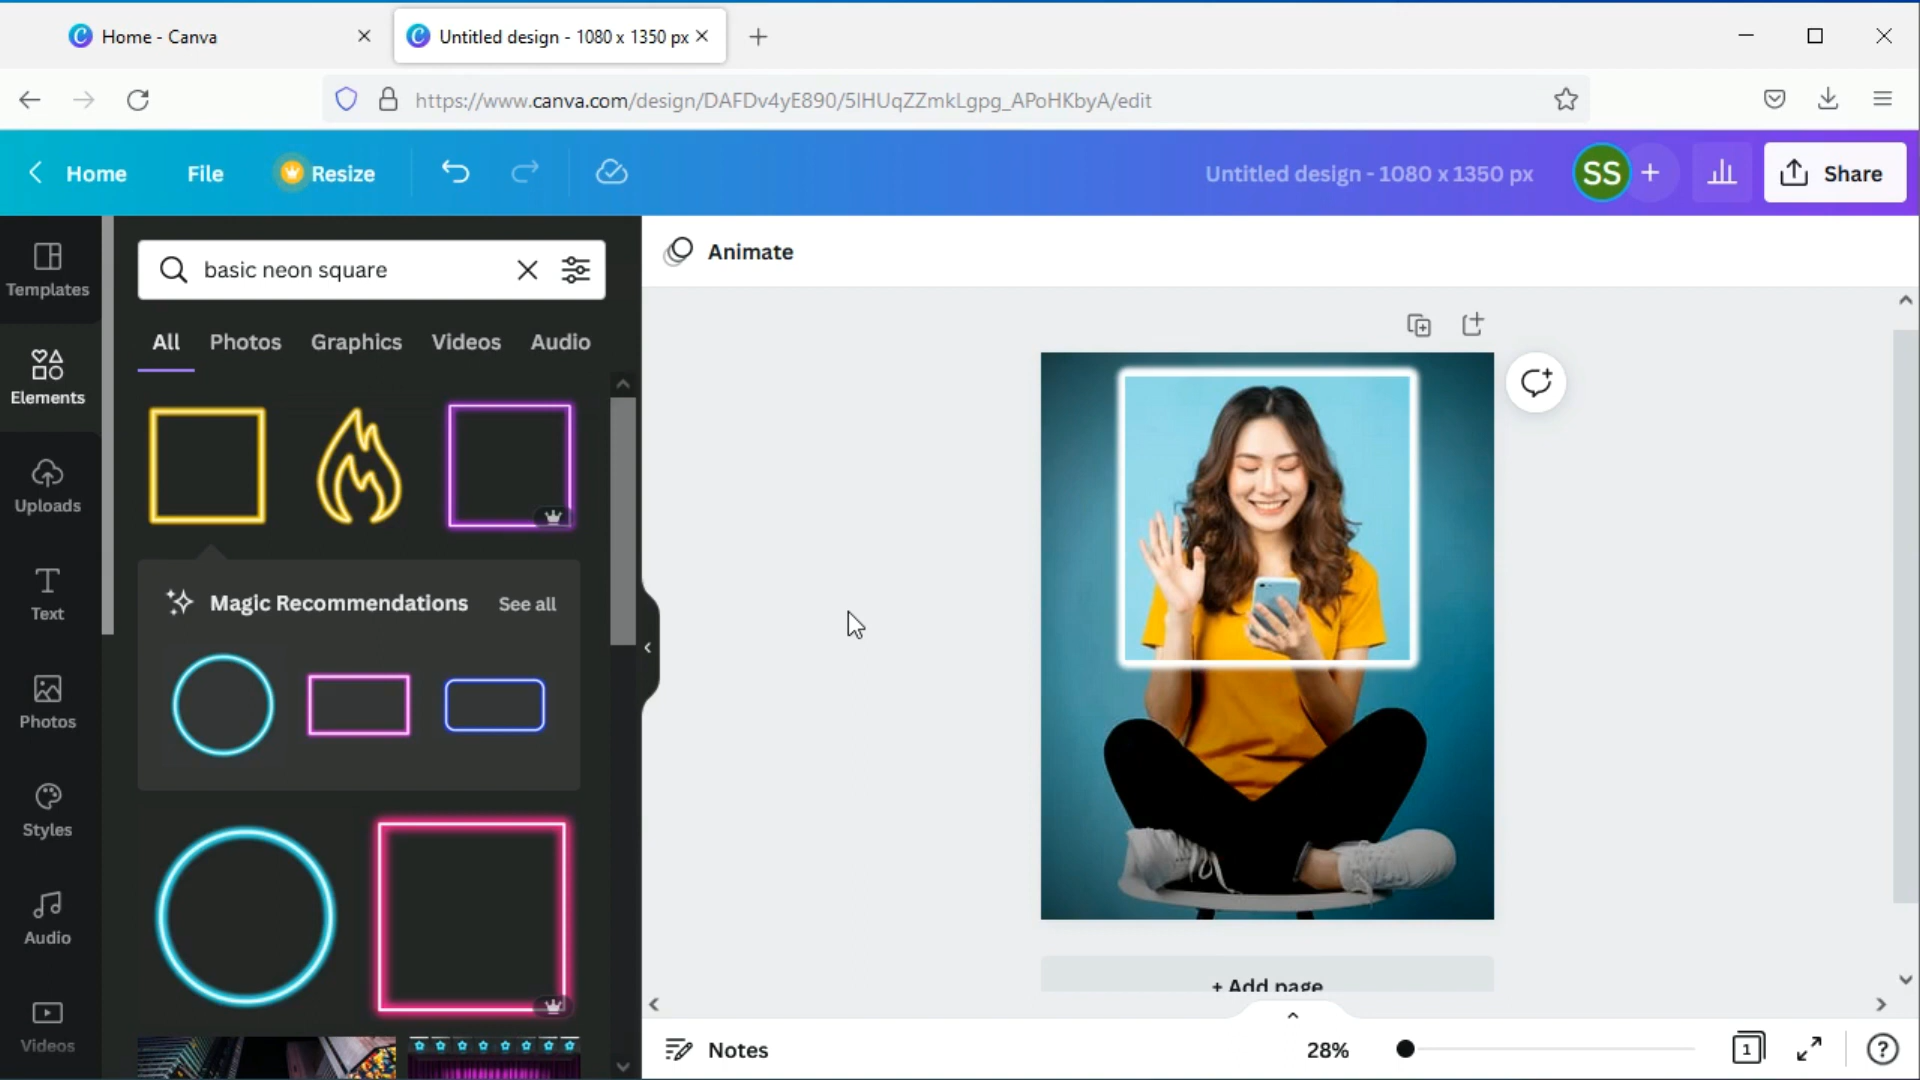 Home - Canva
Untitled design - 1080 x 1350 px
https://www.canva.com/design/DAFDv4yE890/5lHUqZZmkLgpg_APoHKbyA/edit
Home
File
Resize
Untitled design - 1080 x 1350 px
SS
Share
Templates
Elements
Uploads
Text
Photos
Styles
Audio
Videos
basic neon square
All
Photos
Graphics
Videos
Audio
Magic Recommendations
See all
Animate
+ Add page
Notes
28%
1